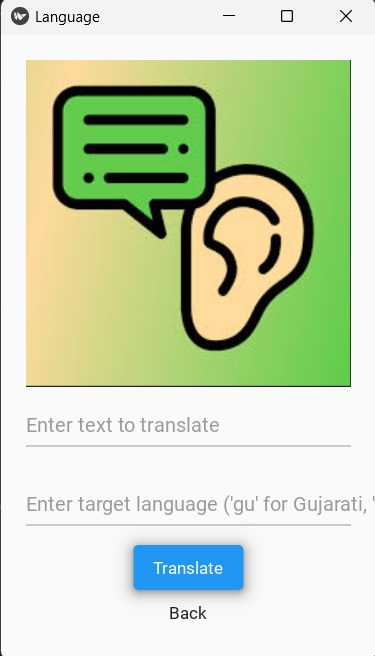 Language
Enter text to translate
Enter target language ('gu' for Gujarati, '
Translate
Back